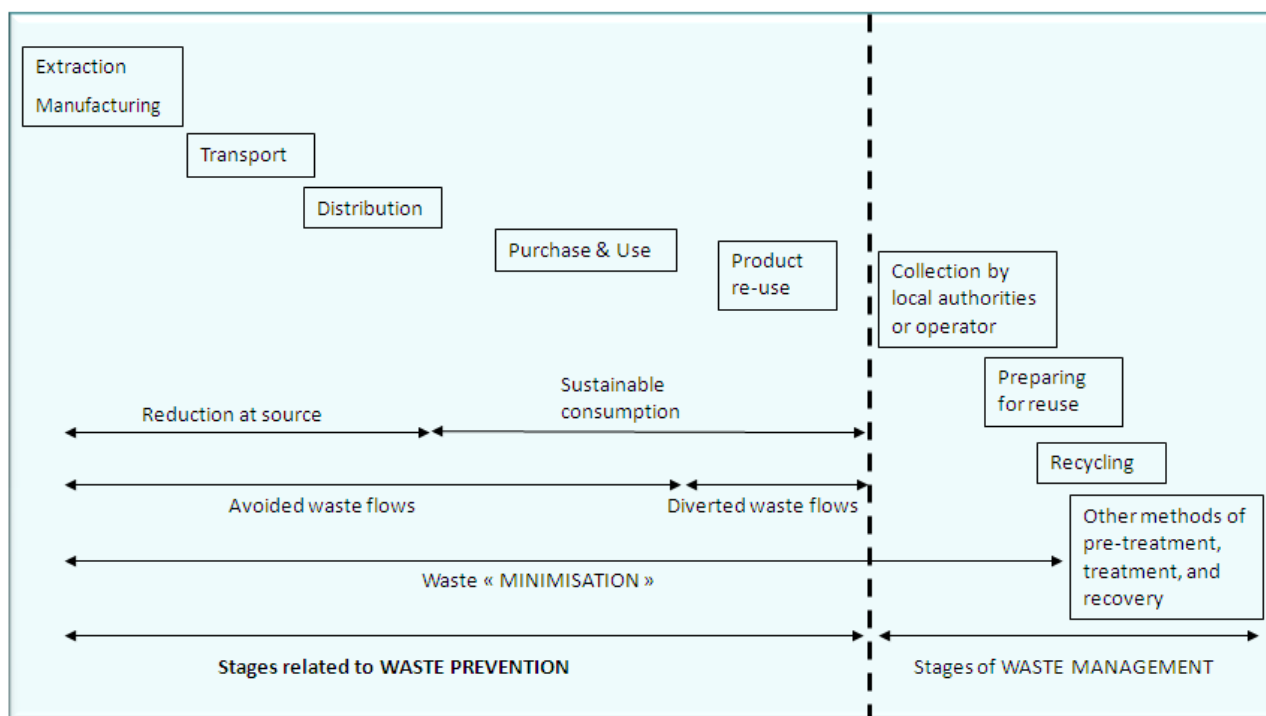 Extraction
Manufacturing
Transport
Distribution
Purchase & Use
Product
re-use
Collection by
local authorities
or operator
Preparing
for reuse
Recycling
Other methods of
pre-treatment,
treatment, and
recovery
Sustainable
consumption
Reduction at source
Avoided waste flows
Diverted waste flows
Waste « MINIMISATION »
Stages related to WASTE PREVENTION
Stages of WASTE MANAGEMENT